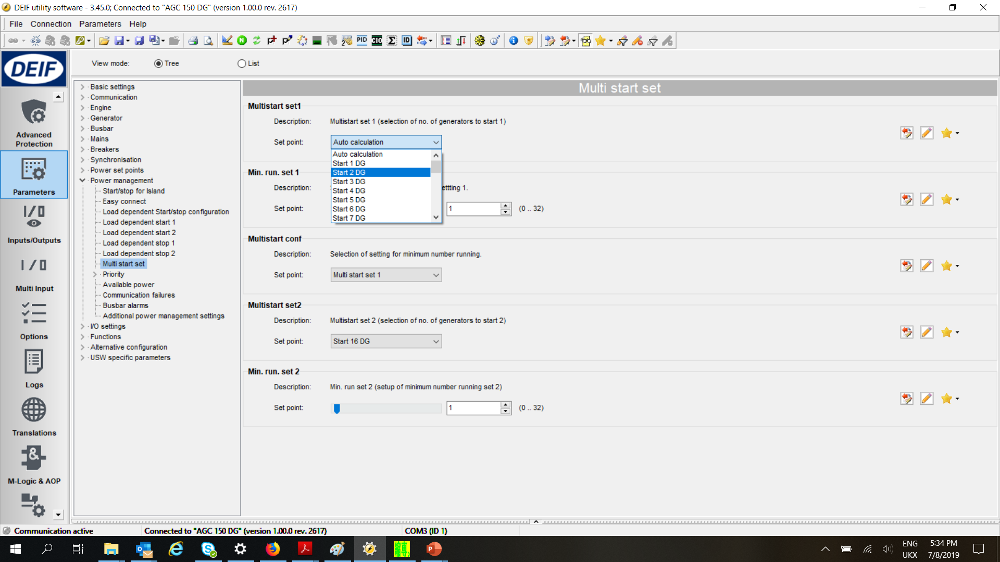 DEIF utility software - 3.45.0; Connected to "AGC 150 DG" (version 1.00.0 rev. 2617)
File Connection Parameters Help
PID CIO Σ ID
DEIF
View mode: Tree List
Advanced
Protection
Parameters
I/O
Inputs/Outputs
I/O
Multi Input
Options
Logs
Translations
&
M-Logic & AOP
Basic settings
Communication
Engine
Generator
Busbar
Mains
Breakers
Synchronisation
Power set points
Power management
Start/stop for Island
Easy connect
Load dependent Start/stop configuration
Load dependent start 1
Load dependent start 2
Load dependent stop 1
Load dependent stop 2
Multi start set
Priority
Available power
Communication failures
Busbar alarms
Additional power management settings
I/O settings
Functions
Alternative configuration
USW specific parameters
Multi start set
Multistart set1
Description: Multistart set 1 (selection of no. of generators to start 1)
Set point: Auto calculation
Auto calculation
Start 1 DG
Start 2 DG
Start 3 DG
Start 4 DG
Start 5 DG
Start 6 DG
Start 7 DG
Min. run. set 1
Description: ettting 1.
Set point: 1 (0 .. 32)
Multistart conf
Description: Selection of setting for minimum number running.
Set point: Multi start set 1
Multistart set2
Description: Multistart set 2 (selection of no. of generators to start 2)
Set point: Start 16 DG
Min. run. set 2
Description: Min. run set 2 (setup of minimum number running set 2)
Set point: 1 (0 .. 32)
Communication active Connected to "AGC 150 DG" (version 1.00.0 rev. 2617) COM3 (ID 1)
ENG 5:34 PM
UKX 7/8/2019